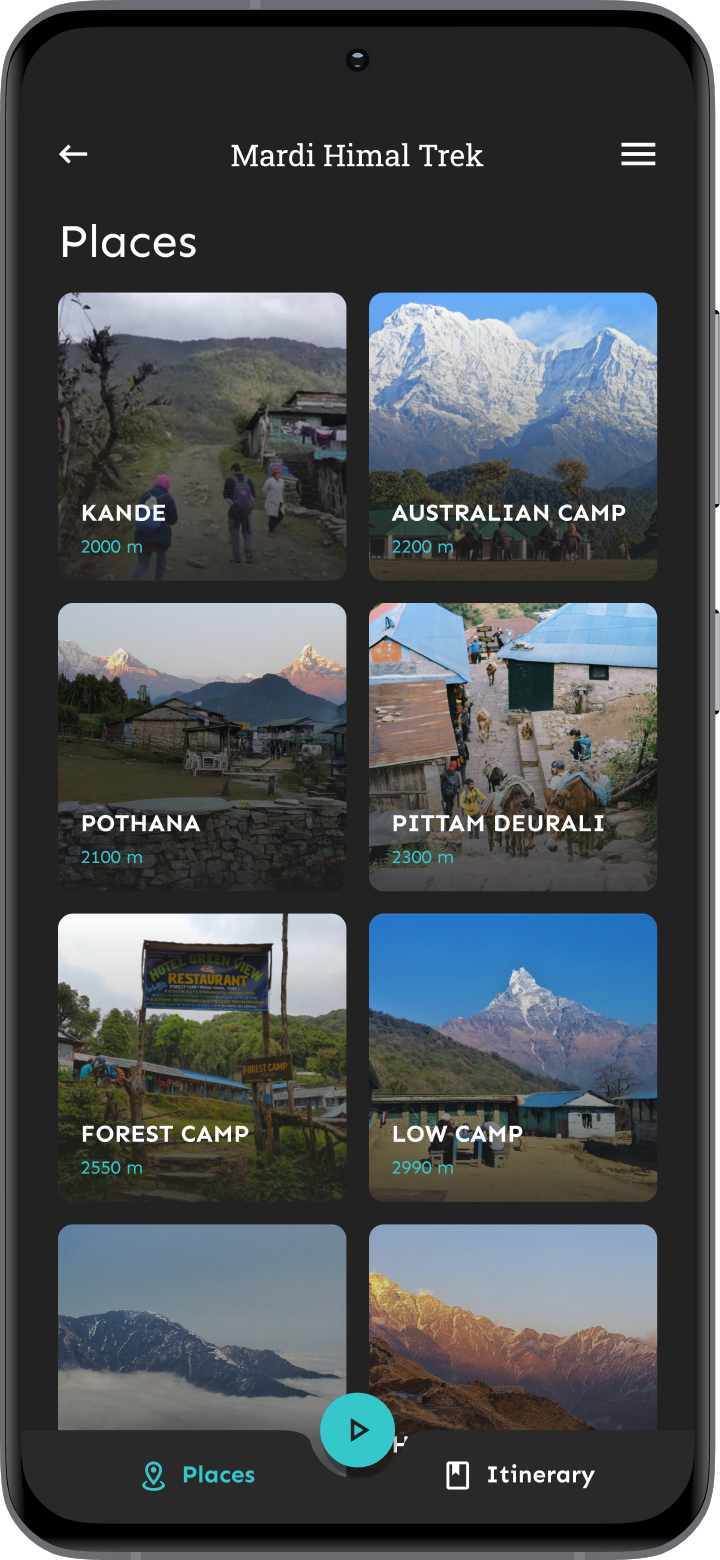 Mardi Himal Trek
Places
KANDE
2000 m
AUSTRALIAN CAMP
2200 m
POTHANA
2100 m
PITTAM DEURALI
2300 m
HOTEL GREEN VIEW
RESTAURANT
FOREST CAMP
FOREST CAMP
2550 m
LOW CAMP
2990 m
Places
Itinerary